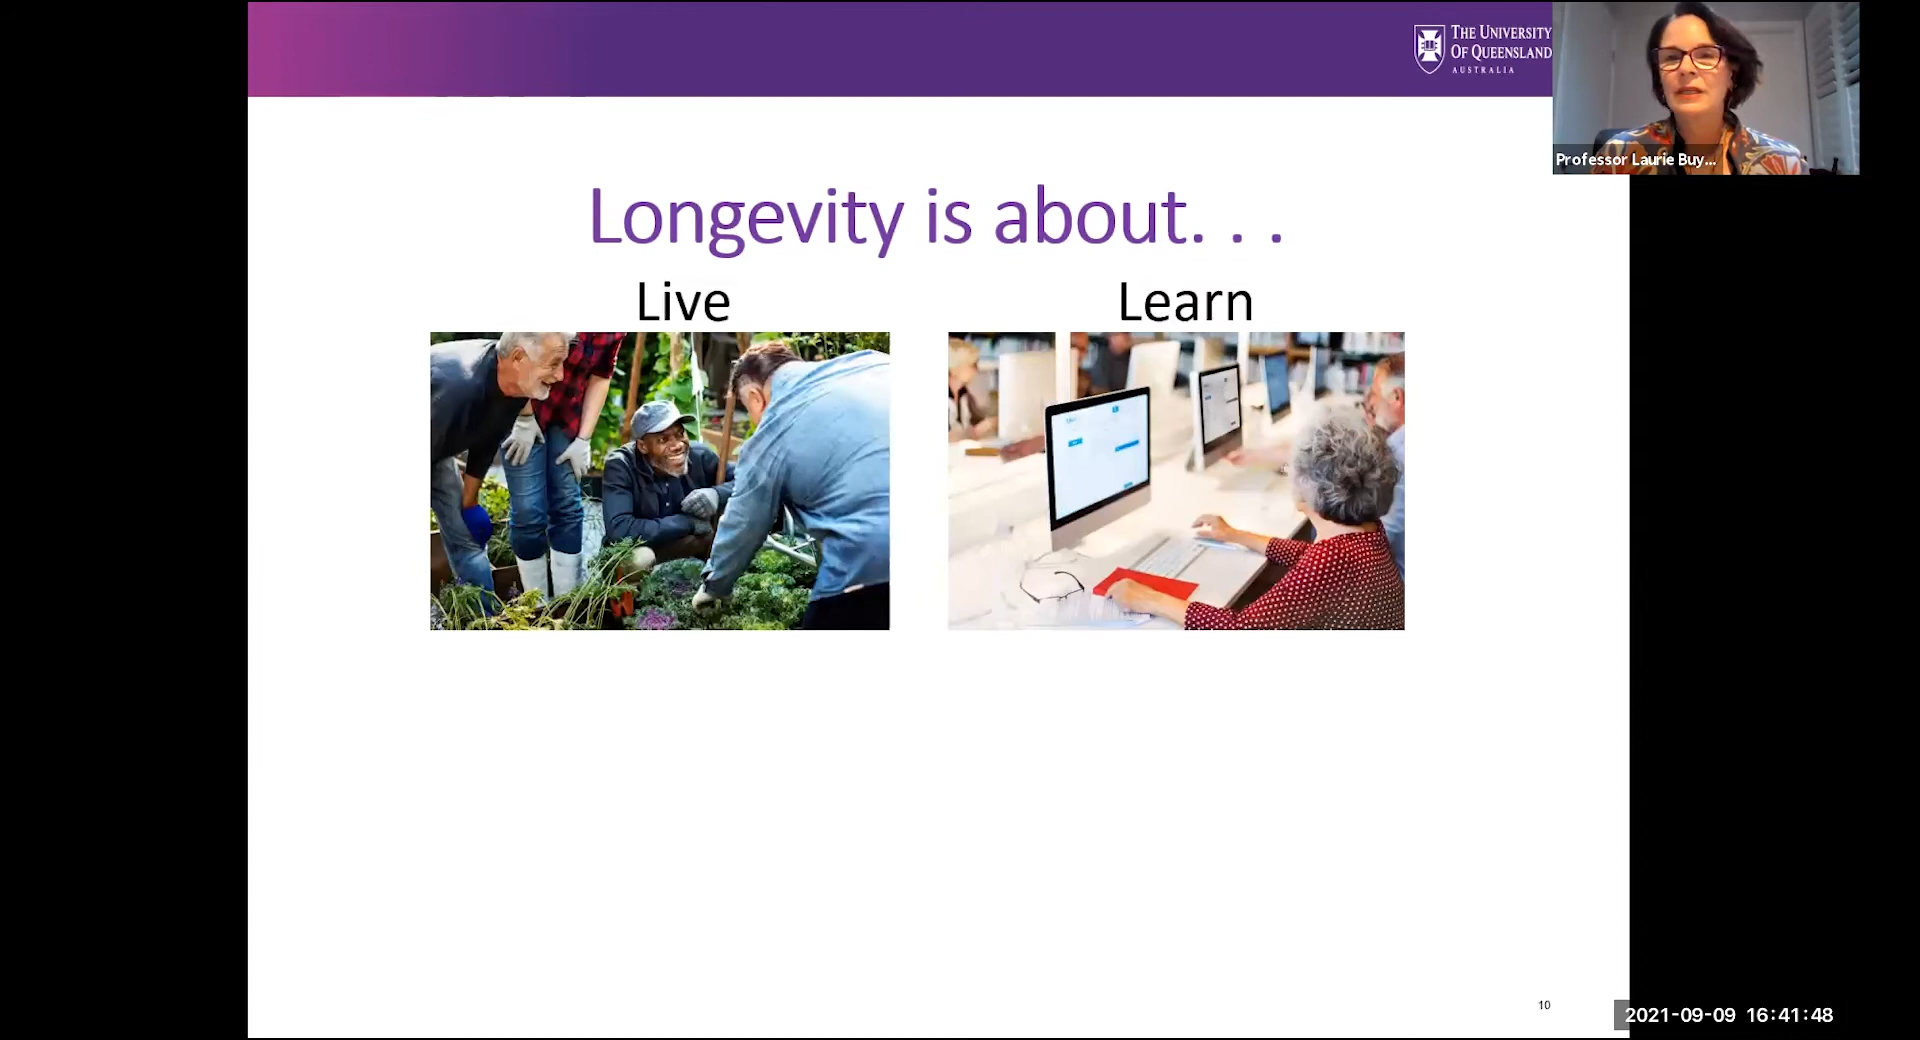 THE UNIVERSITY
OF QUEENSLAND
AUSTRALIA
Professor Laurie Buy...
Longevity is about. . .
Live
Learn
10
2021-09-09 16:41:48